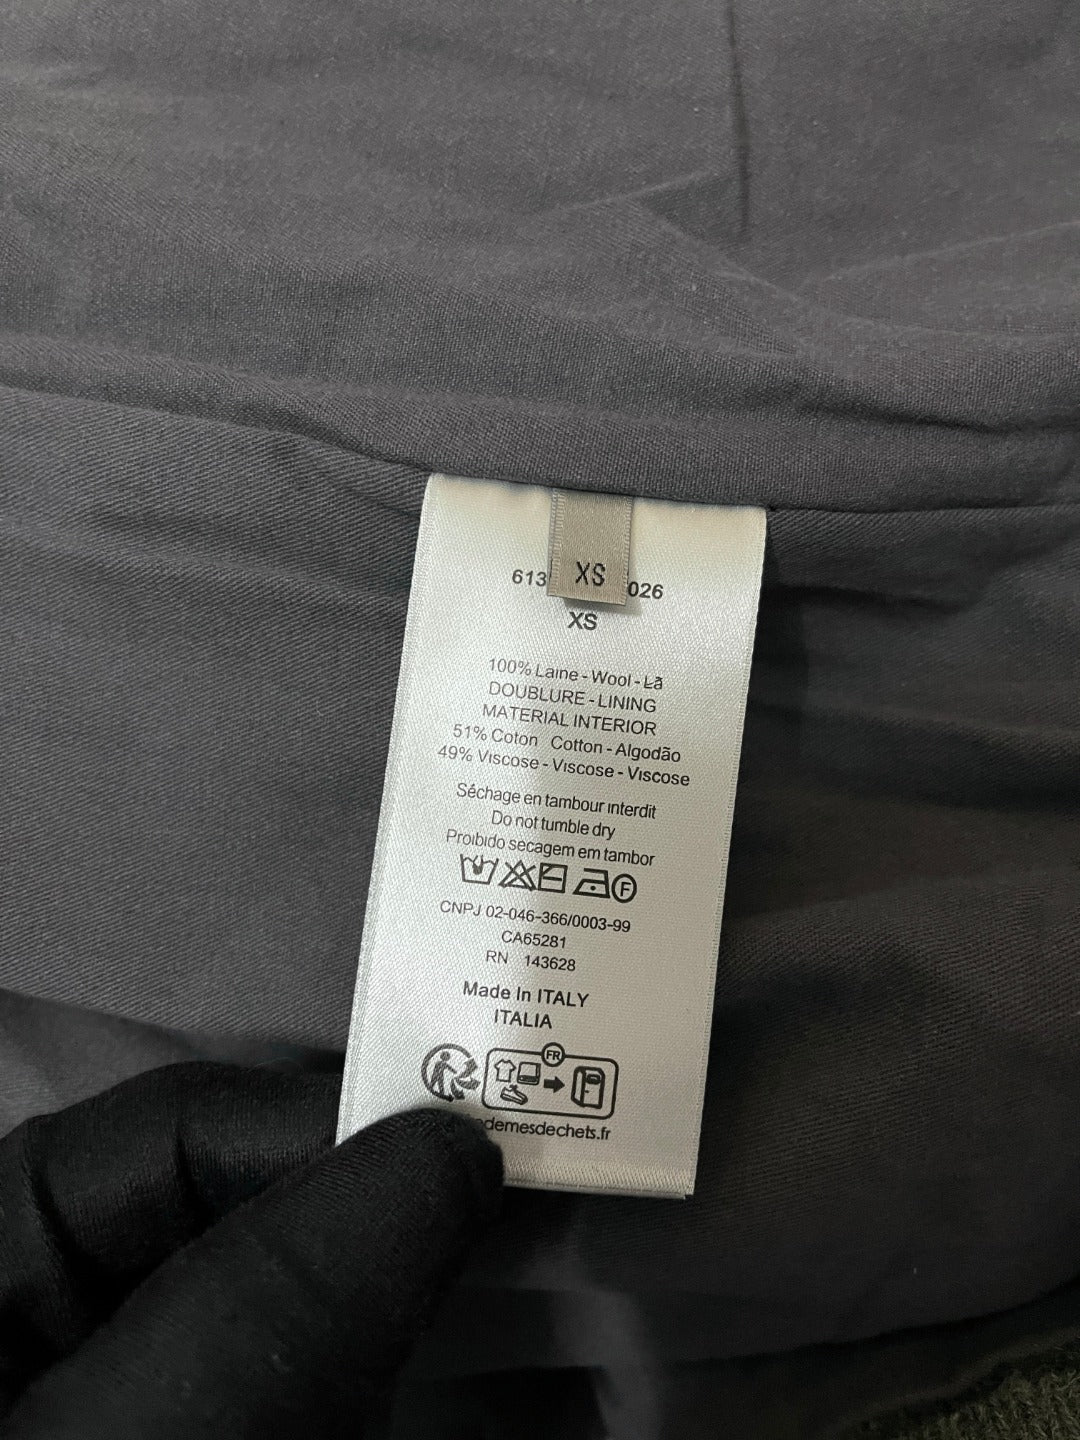 XS
613 026
XS
100% Laine - Wool - Lã
DOUBLURE - LINING
MATERIAL INTERIOR
51% Coton Cotton - Algodão
49% Viscose - Viscose - Viscose
Séchage en tambour interdit
Do not tumble dry
Proibido secagem em tambor
F
CNPJ 02-046-366/0003-99
CA65281
RN 143628
Made In ITALY
ITALIA
FR
demesdechets.fr